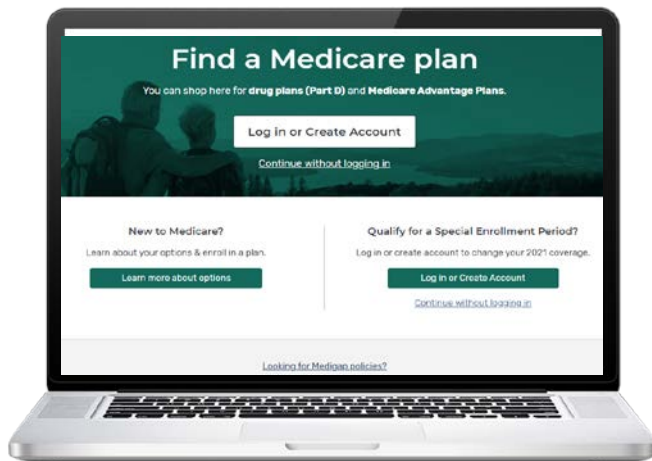 Find a Medicare plan
You can shop here for drug plans (Part D) and Medicare Advantage Plans.
Log in or Create Account
Continue without logging in
New to Medicare?
Learn about your options & enroll in a plan.
Learn more about options
Qualify for a Special Enrollment Period?
Log in or create account to change your 2021 coverage.
Log in or Create Account
Continue without logging in
Looking for Medigap policies?